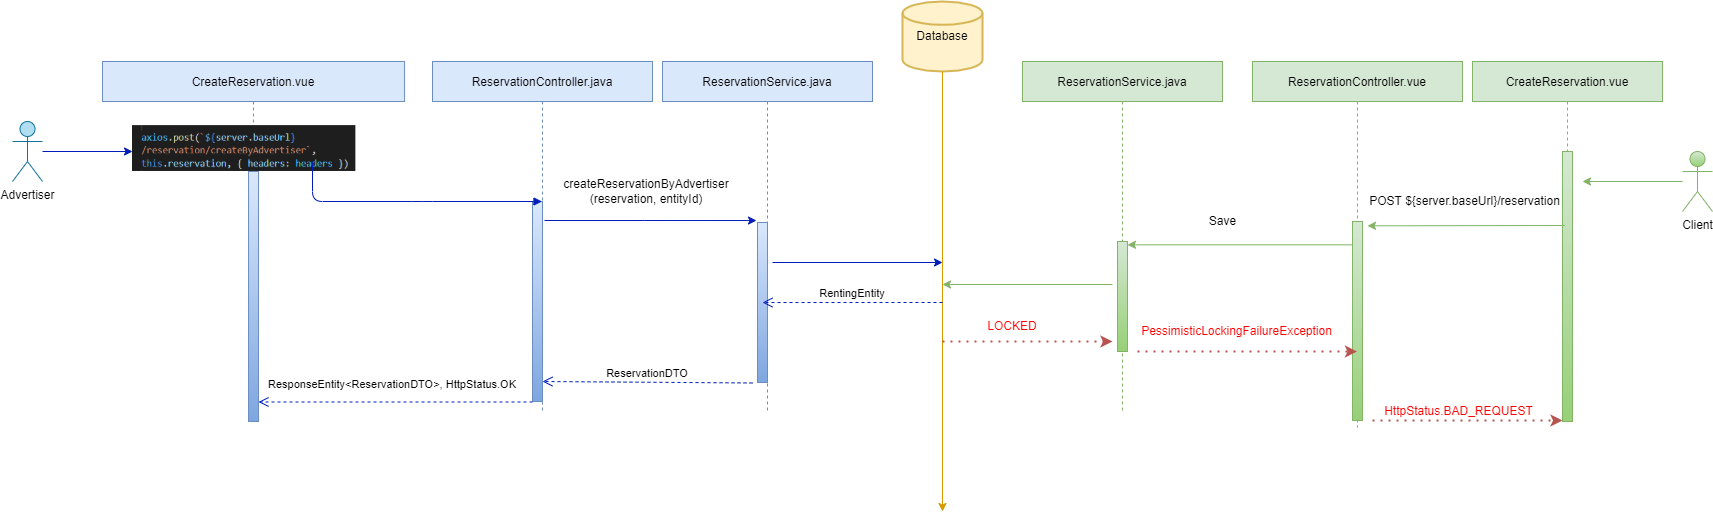 Database
CreateReservation.vue
ReservationController.java
ReservationService.java
ReservationService.java
ReservationController.vue
CreateReservation.vue
axios.post(`${server.baseUrl}
/reservation/createByAdvertiser`,
this.reservation, { headers: headers })
Advertiser
createReservationByAdvertiser
(reservation, entityId)
POST ${server.baseUrl}/reservation
Save
Client
RentingEntity
LOCKED
PessimisticLockingFailureException
ReservationDTO
ResponseEntity<ReservationDTO>, HttpStatus.OK
HttpStatus.BAD_REQUEST